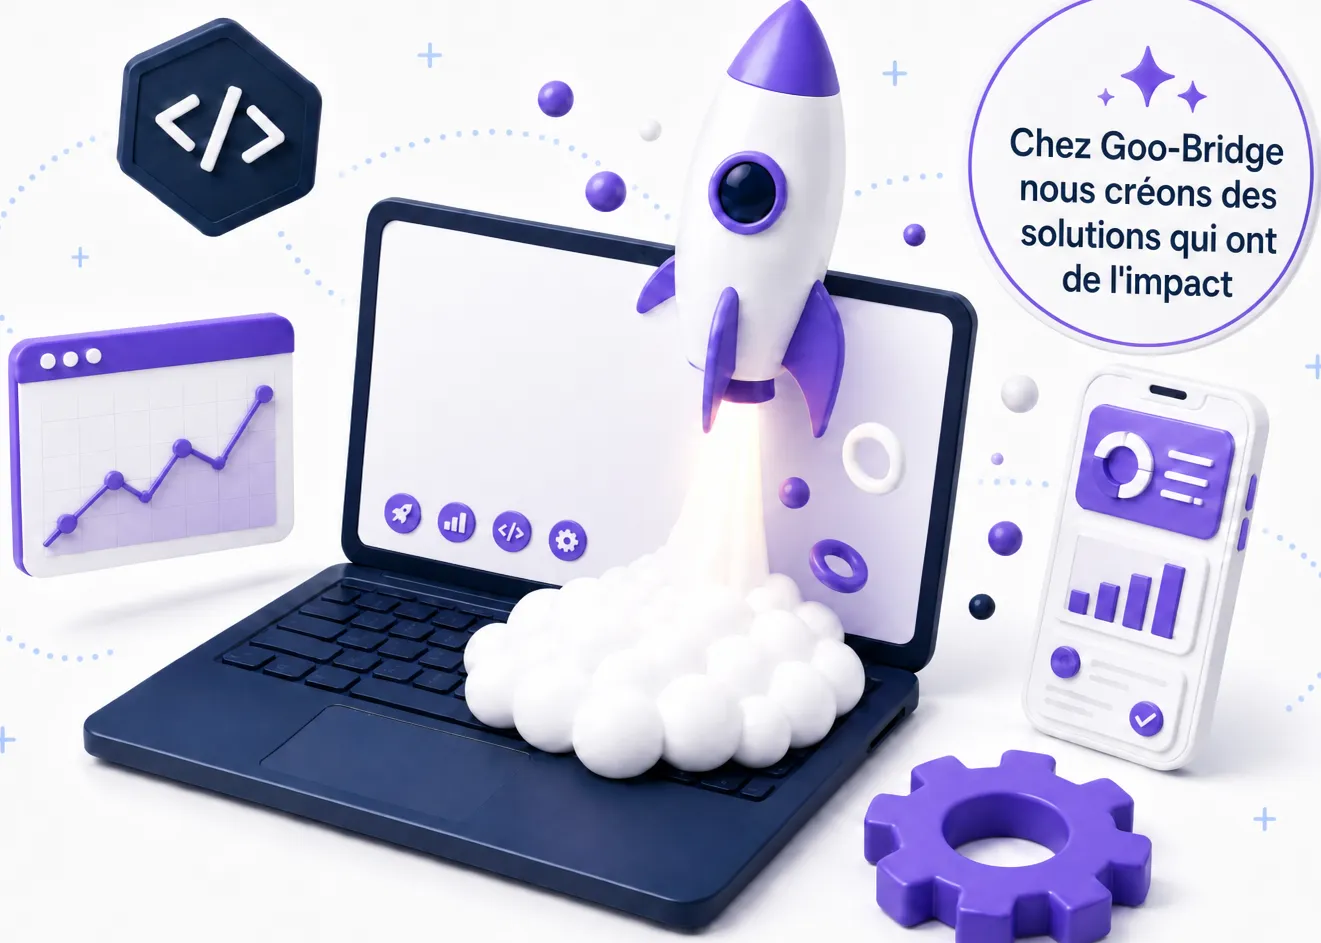 </>
Chez Goo-Bridge
nous créons des
solutions qui ont
de l'impact
</>